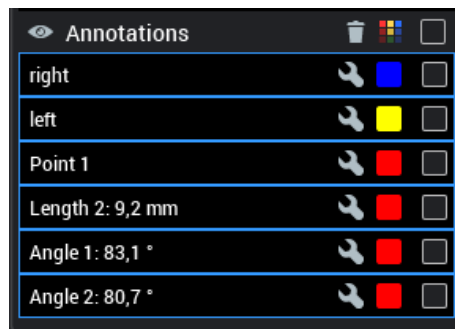 Annotations
right
left
Point 1
Length 2: 9,2 mm
Angle 1: 83,1 °
Angle 2: 80,7 °